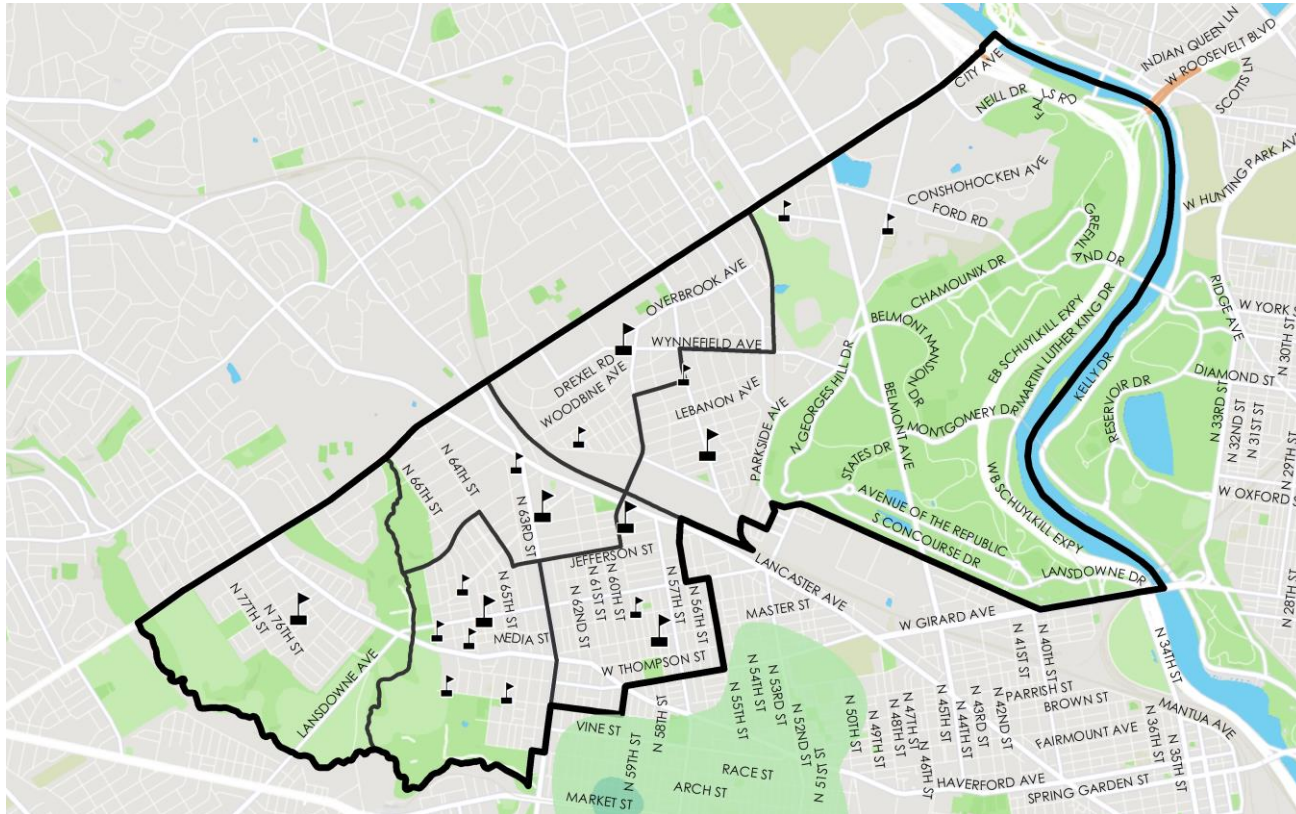 INDIAN QUEEN LN
W ROOSEVELT BLVD
CITY AVE
SCOTTS LN
NEILL DR
FALLS RD
W HUNTING PARK AVE
CONSHOHOCKEN AVE
FORD RD
GREENLAND DR
CHAMOUNIX DR
OVERBROOK AVE
RIDGE AVE
W YORK S
N 30TH ST
BELMONT MANSION DR
EB SCHUYLKILL EXPY
MARTIN LUTHER KING DR
WYNNEFIELD AVE
DREXEL RD
WOODBINE AVE
KELLY DR
RESERVOIR DR
DIAMOND ST
N GEORGES HILL DR
LEBANON AVE
PARKSIDE AVE
BELMONT AVE
MONTGOMERY DR
N 33RD ST
N 32ND ST
N 31ST ST
N 29TH ST
STATES DR
N 64TH ST
N 66TH ST
N 63RD ST
WB SCHUYLKILL EXPY
W OXFORD S
AVENUE OF THE REPUBLIC
S CONCOURSE DR
JEFFERSON ST
LANCASTER AVE
LANSDOWNE DR
N 28TH ST
N 77TH ST
N 76TH ST
N 65TH ST
N 62ND ST
N 61ST ST
N 60TH ST
N 57TH ST
N 56TH ST
MASTER ST
W GIRARD AVE
MEDIA ST
W THOMPSON ST
LANSDOWNE AVE
N 41ST ST
N 40TH ST
N 34TH ST
PARRISH ST
BROWN ST
MANTUA AVE
FAIRMOUNT AVE
N 55TH ST
N 54TH ST
N 53RD ST
N 52ND ST
N 51ST ST
N 50TH ST
N 49TH ST
N 48TH ST
N 47TH ST
N 46TH ST
N 45TH ST
N 44TH ST
N 43RD ST
N 42ND ST
N 36TH ST
N 35TH ST
VINE ST
N 59TH ST
N 58TH ST
RACE ST
ARCH ST
MARKET ST
HAVERFORD AVE
SPRING GARDEN ST